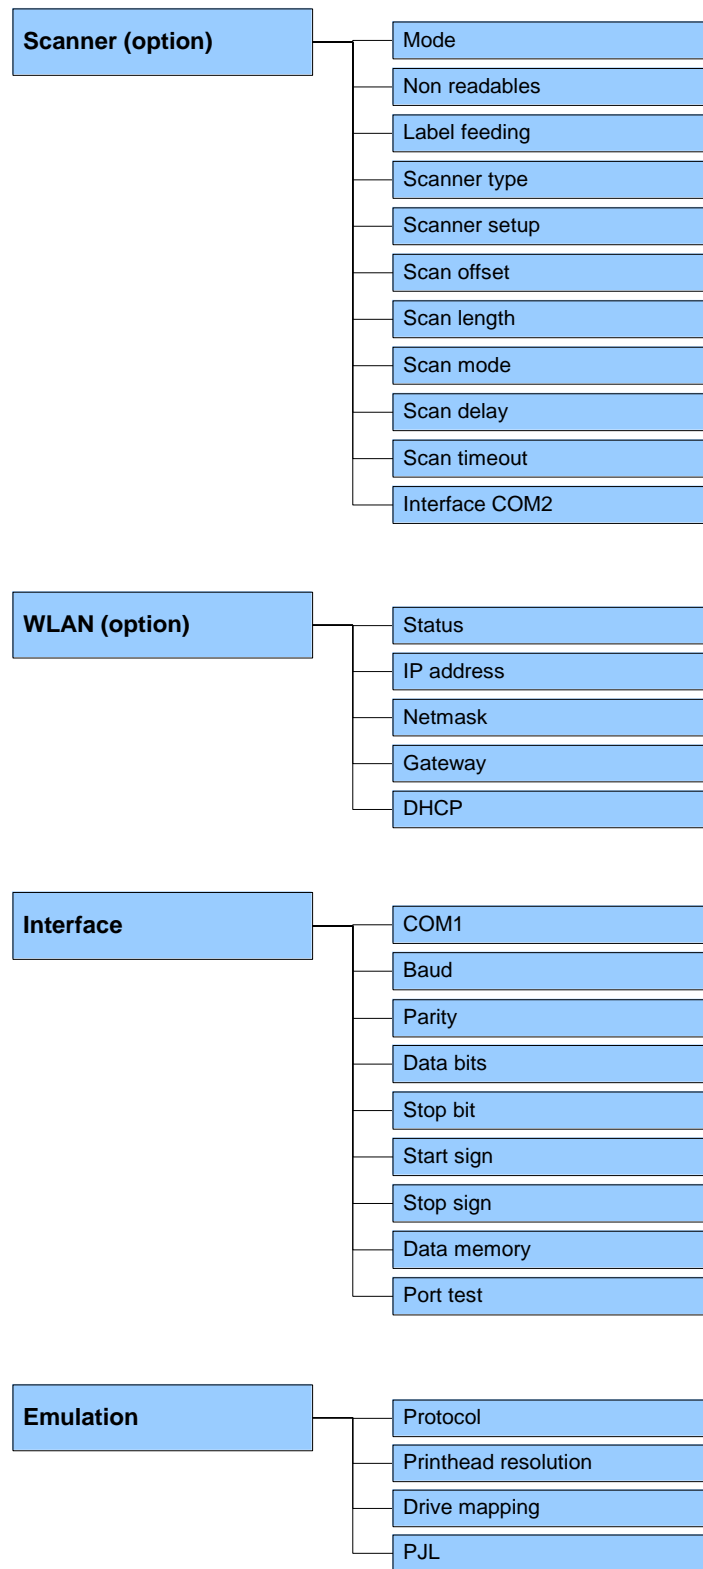 Scanner (option)
Mode
Non readables
Label feeding
Scanner type
Scanner setup
Scan offset
Scan length
Scan mode
Scan delay
Scan timeout
Interface COM2
WLAN (option)
Status
IP address
Netmask
Gateway
DHCP
Interface
COM1
Baud
Parity
Data bits
Stop bit
Start sign
Stop sign
Data memory
Port test
Emulation
Protocol
Printhead resolution
Drive mapping
PJL